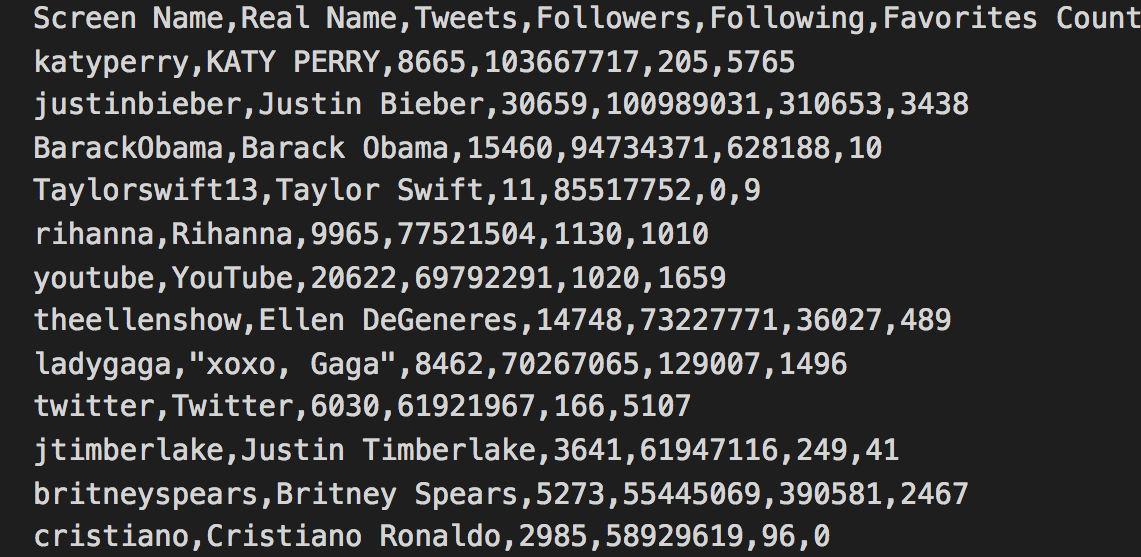 Screen Name,Real Name,Tweets,Followers,Following,Favorites Count
katyperry,KATY PERRY,8665,103667717,205,5765
justinbieber,Justin Bieber,30659,100989031,310653,3438
BarackObama,Barack Obama,15460,94734371,628188,10
Taylorswift13,Taylor Swift,11,85517752,0,9
rihanna,Rihanna,9965,77521504,1130,1010
youtube,YouTube,20622,69792291,1020,1659
theellenshow,Ellen DeGeneres,14748,73227771,36027,489
ladygaga,"xoxo, Gaga",8462,70267065,129007,1496
twitter,Twitter,6030,61921967,166,5107
jtimberlake,Justin Timberlake,3641,61947116,249,41
britneyspears,Britney Spears,5273,55445069,390581,2467
cristiano,Cristiano Ronaldo,2985,58929619,96,0